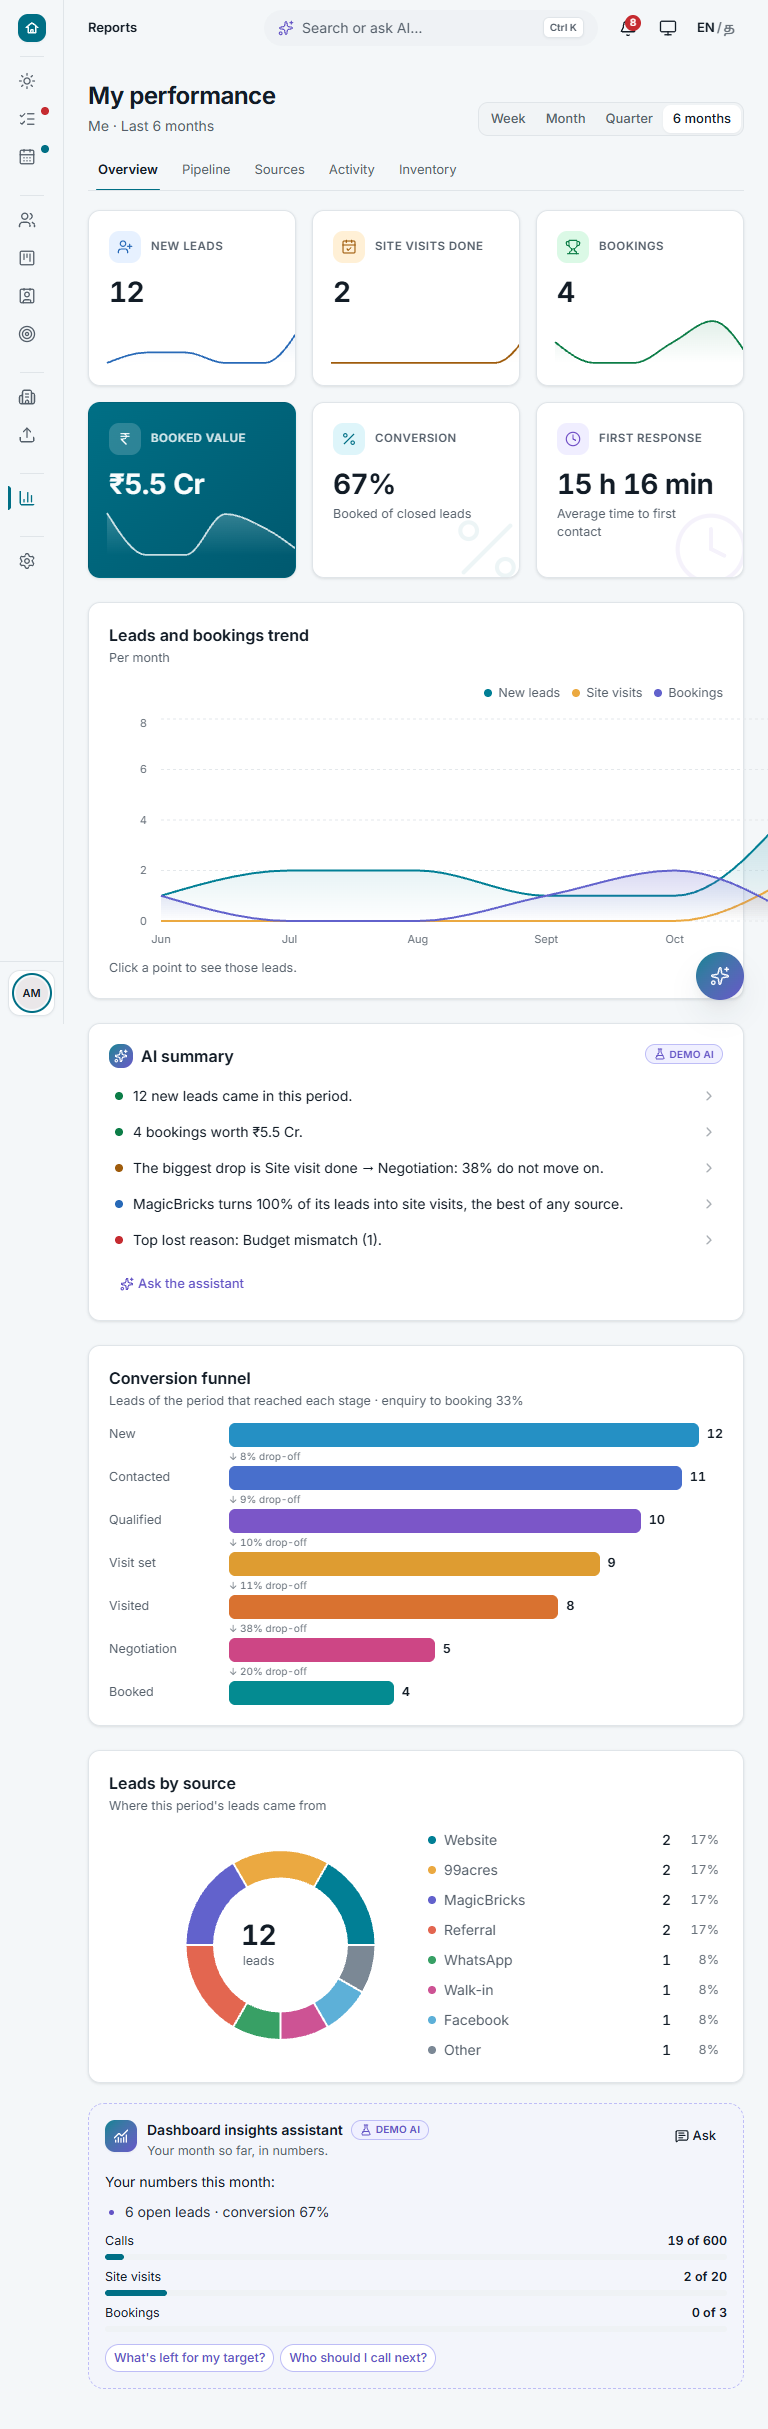 Reports
Search or ask AI...
Ctrl K
8
EN / த
My performance
Me · Last 6 months
Week Month Quarter 6 months
Overview Pipeline Sources Activity Inventory
NEW LEADS
12
SITE VISITS DONE
2
BOOKINGS
4
₹ BOOKED VALUE
₹5.5 Cr
CONVERSION
67%
Booked of closed leads
FIRST RESPONSE
15 h 16 min
Average time to first
contact
Leads and bookings trend
Per month
New leads Site visits Bookings
8
6
4
2
0
Jun Jul Aug Sept Oct
Click a point to see those leads.
AM
AI summary
DEMO AI
12 new leads came in this period.
4 bookings worth ₹5.5 Cr.
The biggest drop is Site visit done → Negotiation: 38% do not move on.
MagicBricks turns 100% of its leads into site visits, the best of any source.
Top lost reason: Budget mismatch (1).
Ask the assistant
Conversion funnel
Leads of the period that reached each stage · enquiry to booking 33%
New 12
↓ 8% drop-off
Contacted 11
↓ 9% drop-off
Qualified 10
↓ 10% drop-off
Visit set 9
↓ 11% drop-off
Visited 8
↓ 38% drop-off
Negotiation 5
↓ 20% drop-off
Booked 4
Leads by source
Where this period's leads came from
12
leads
Website 2 17%
99acres 2 17%
MagicBricks 2 17%
Referral 2 17%
WhatsApp 1 8%
Walk-in 1 8%
Facebook 1 8%
Other 1 8%
Dashboard insights assistant DEMO AI
Your month so far, in numbers.
Ask
Your numbers this month:
• 6 open leads · conversion 67%
Calls 19 of 600
Site visits 2 of 20
Bookings 0 of 3
What's left for my target? Who should I call next?